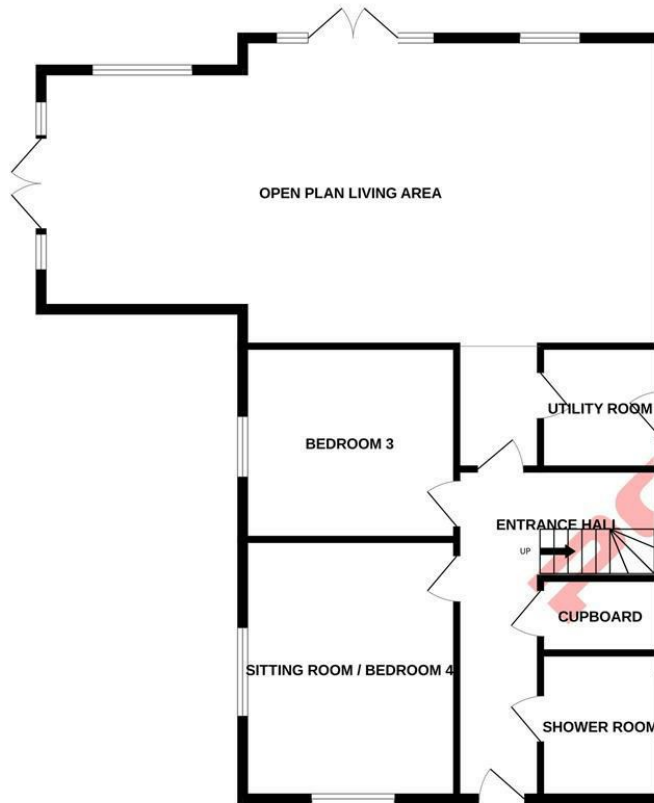 OPEN PLAN LIVING AREA
UTILITY ROOM
BEDROOM 3
ENTRANCE HALL
UP
CUPBOARD
SITTING ROOM / BEDROOM 4
SHOWER ROOM